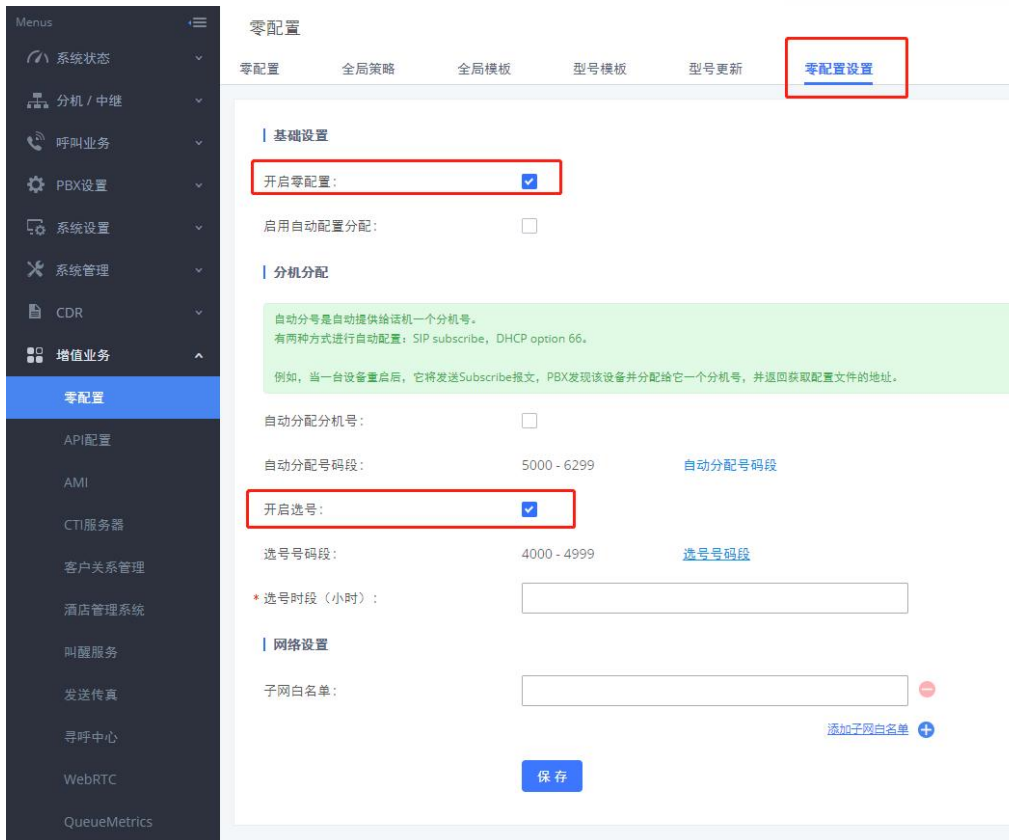 Menus
系统状态
分机 / 中继
呼叫业务
PBX设置
系统设置
系统管理
CDR
增值业务
零配置
API配置
AMI
CTI服务器
客户关系管理
酒店管理系统
叫醒服务
发送传真
寻呼中心
WebRTC
QueueMetrics
零配置
零配置 全局策略 全局模板 型号模板 型号更新 零配置设置
基础设置
开启零配置：
启用自动配置分配：
分机分配
自动分号是自动提供给话机一个分机号。
有两种方式进行自动配置：SIP subscribe，DHCP option 66。
例如，当一台设备重启后，它将发送Subscribe报文，PBX发现该设备并分配给它一个分机号，并返回获取配置文件的地址。
自动分配分机号：
自动分配号码段： 5000 - 6299 自动分配号码段
开启选号：
选号号码段： 4000 - 4999 选号号码段
* 选号时段（小时）：
网络设置
子网白名单：
添加子网白名单
保存